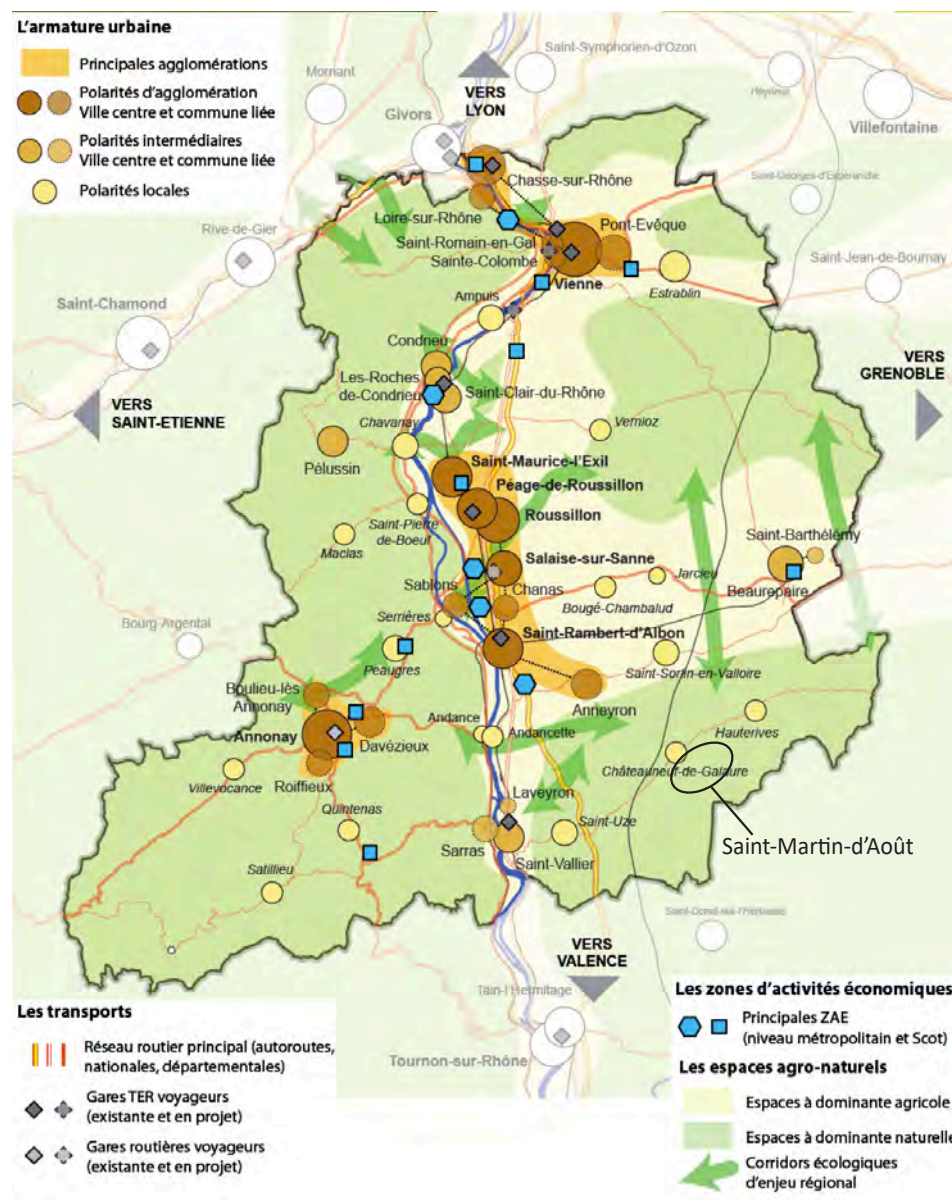 L'armature urbaine
Principales agglomérations
Polarités d'agglomération
Ville centre et commune liée
Polarités intermédiaires
Ville centre et commune liée
Polarités locales
Saint-Symphorien-d'Ozon
Mornant
VERS
LYON
Heyrieux
Givors
Villefontaine
Chasse-sur-Rhône
Saint-Georges-d'Espéranche
Loire-sur-Rhône
Pont-Evêque
Rive-de-Gier
Saint-Romain-en-Gal
Sainte-Colombe
Saint-Jean-de-Bournay
Vienne
Estrablin
Saint-Chamond
Ampuis
Condrieu
VERS
GRENOBLE
Les-Roches
de-Condrieu
Saint-Clair-du-Rhône
VERS
SAINT-ETIENNE
Chavanay
Vernioz
Pélussin
Saint-Maurice-l'Exil
Péage-de-Roussillon
Roussillon
Saint-Pierre
de-Boeuf
Maclas
Saint-Barthélémy
Salaise-sur-Sanne
Sablons
Chanas
Jarcieu
Beaurepaire
Bougé-Chambalud
Serrières
Bourg-Argental
Saint-Rambert-d'Albon
Peaugres
Saint-Sorlin-en-Valloire
Boulieu-lès
Annonay
Anneyron
Andance
Andancette
Hauterives
Annonay
Davézieux
Châteauneuf-de-Galaure
Villevocance
Roiffieux
Laveyron
Quintenas
Saint-Uze
Saint-Martin-d'Août
Sarras
Saint-Vallier
Satillieu
Saint-Donat-sur-l'Herbasse
VERS
VALENCE
Tain-l'Hermitage
Tournon-sur-Rhône
Les transports
Réseau routier principal (autoroutes,
nationales, départementales)
Gares TER voyageurs
(existante et en projet)
Gares routières voyageurs
(existante et en projet)
Les zones d'activités économiques
Principales ZAE
(niveau métropolitain et Scot)
Les espaces agro-naturels
Espaces à dominante agricole
Espaces à dominante naturelle
Corridors écologiques
d'enjeu régional